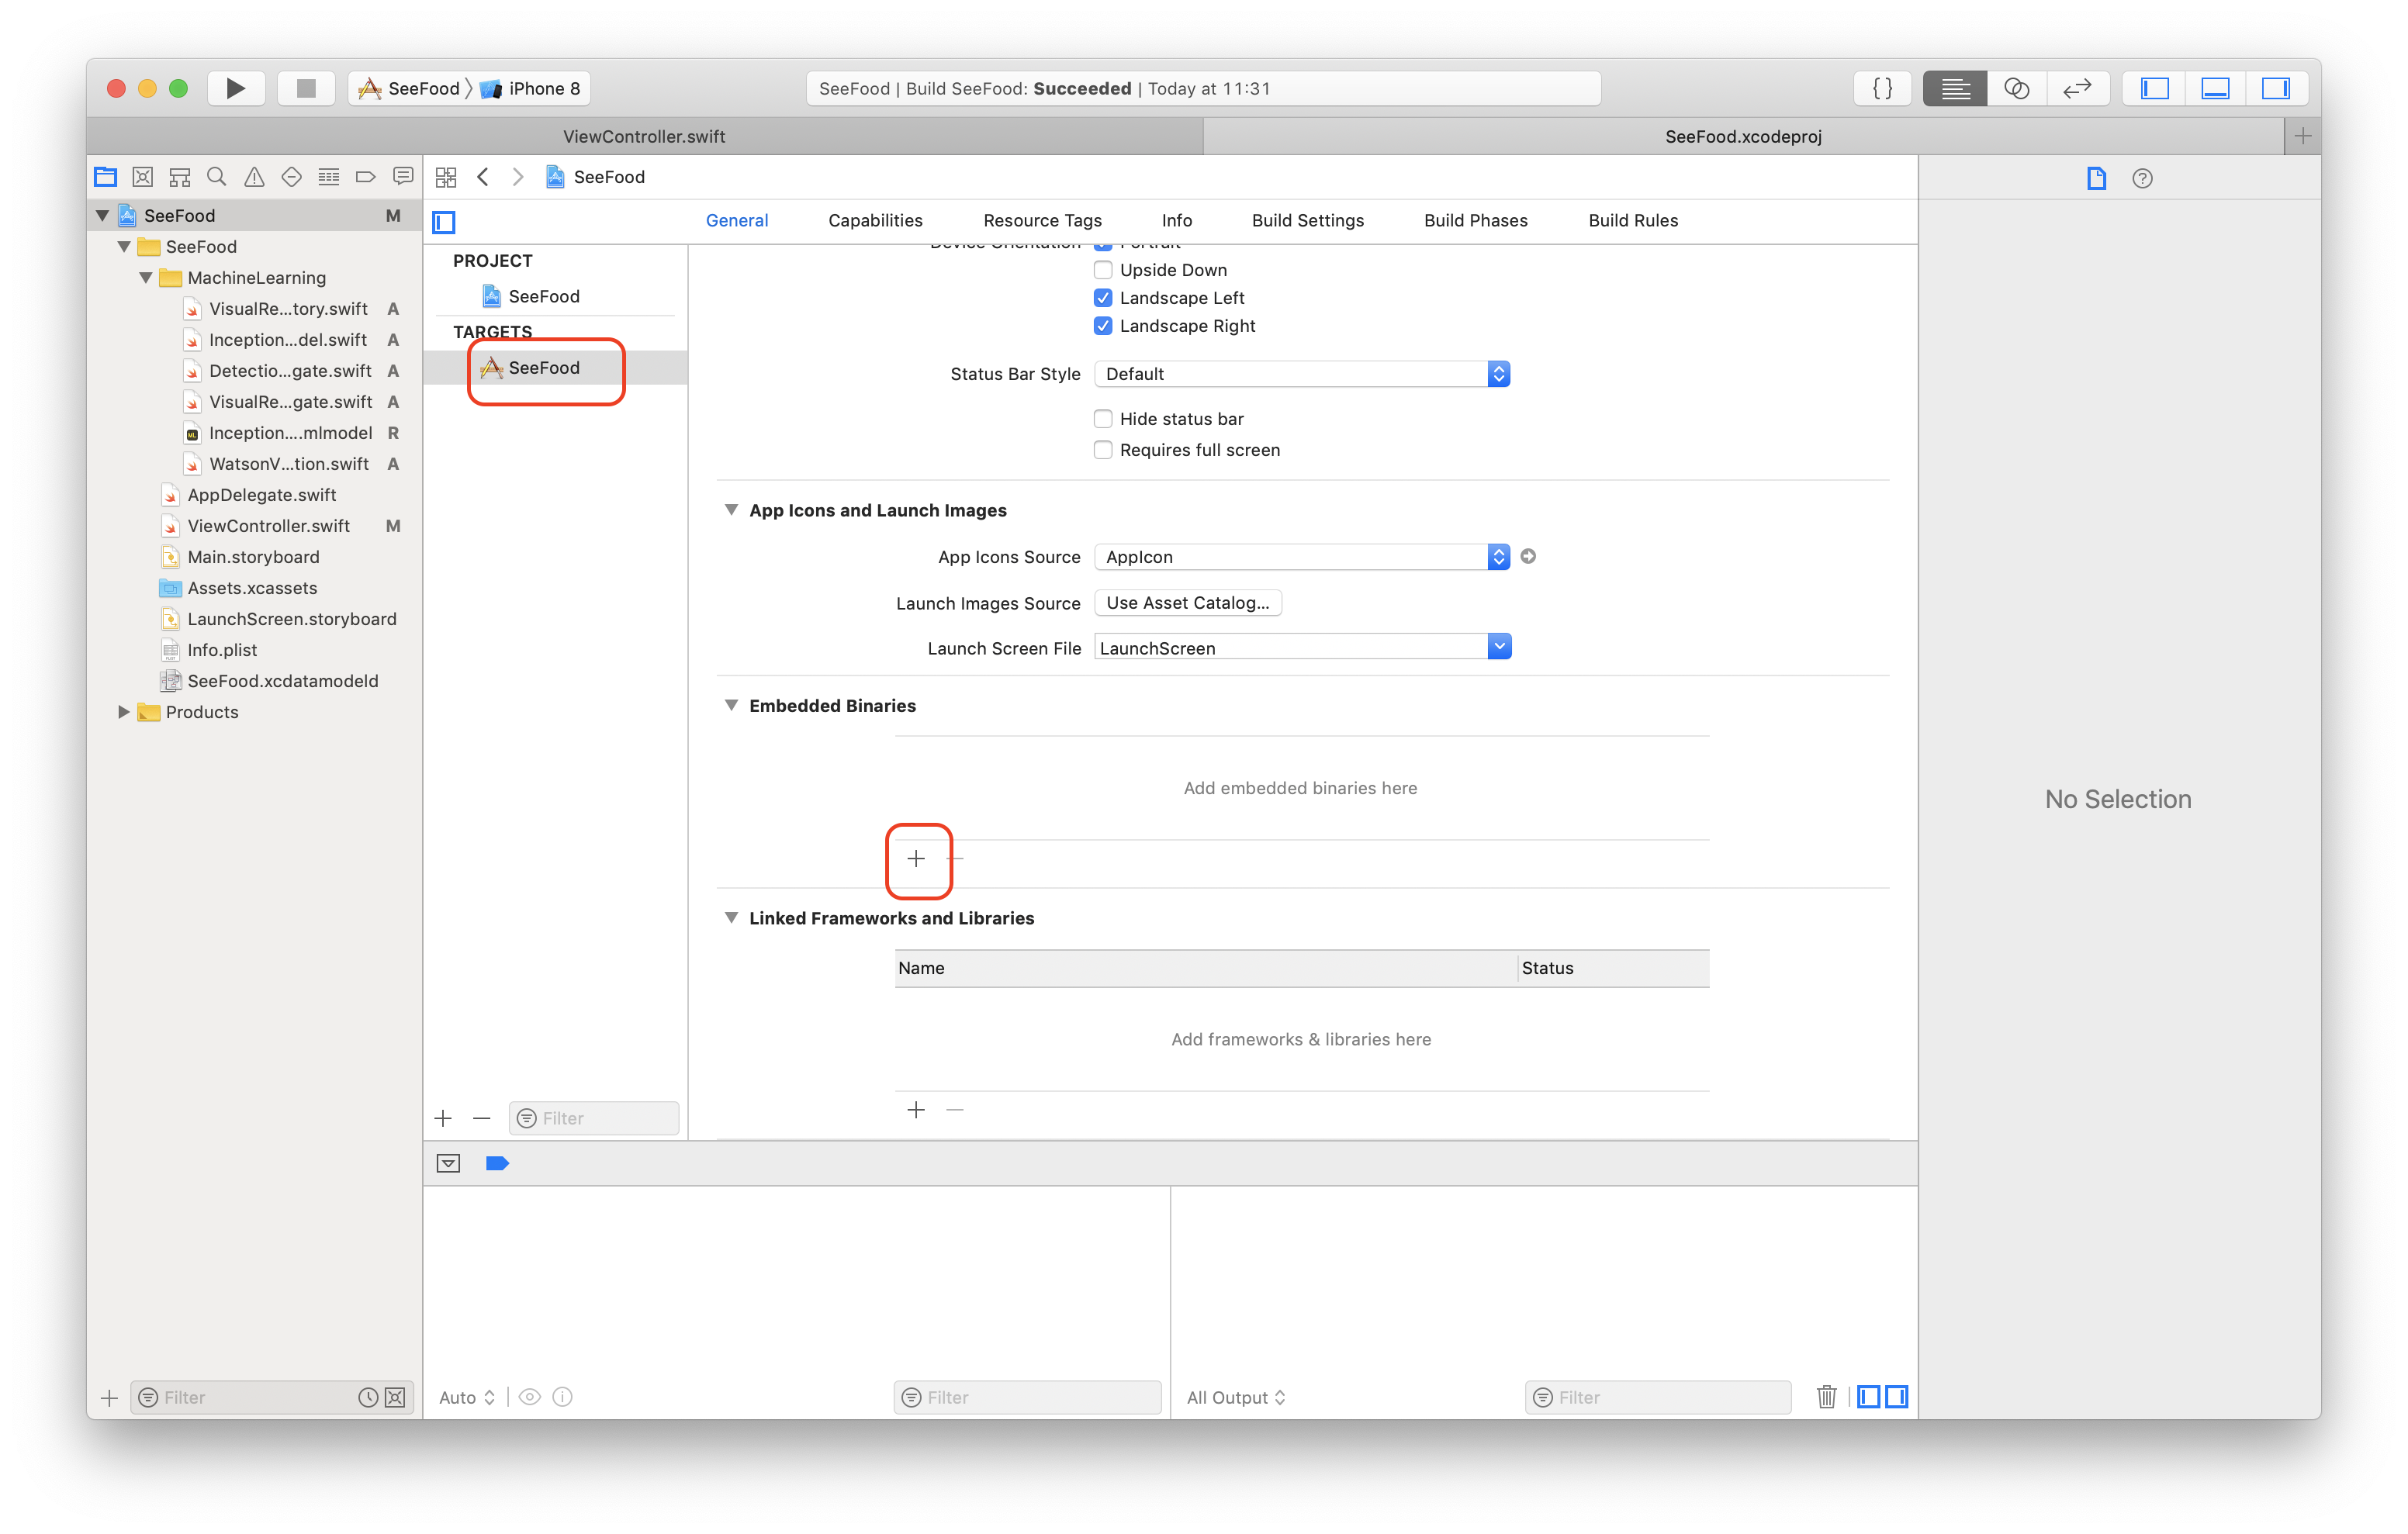 SeeFood 〉 iPhone 8
SeeFood | Build SeeFood: Succeeded | Today at 11:31
{ }
ViewController.swift
SeeFood.xcodeproj
SeeFood M
SeeFood
MachineLearning
VisualRe...tory.swift A
Inception...del.swift A
Detectio...gate.swift A
VisualRe...gate.swift A
Inception....mlmodel R
WatsonV...tion.swift A
AppDelegate.swift
ViewController.swift M
Main.storyboard
Assets.xcassets
LaunchScreen.storyboard
Info.plist
SeeFood.xcdatamodeld
Products
Filter
SeeFood
General Capabilities Resource Tags Info Build Settings Build Phases Build Rules
PROJECT
SeeFood
TARGETS
SeeFood
Filter
Device Orientation Portrait
Upside Down
Landscape Left
Landscape Right
Status Bar Style Default
Hide status bar
Requires full screen
App Icons and Launch Images
App Icons Source AppIcon
Launch Images Source Use Asset Catalog...
Launch Screen File LaunchScreen
Embedded Binaries
Add embedded binaries here
Linked Frameworks and Libraries
Name Status
Add frameworks & libraries here
Auto
Filter
All Output
Filter
No Selection